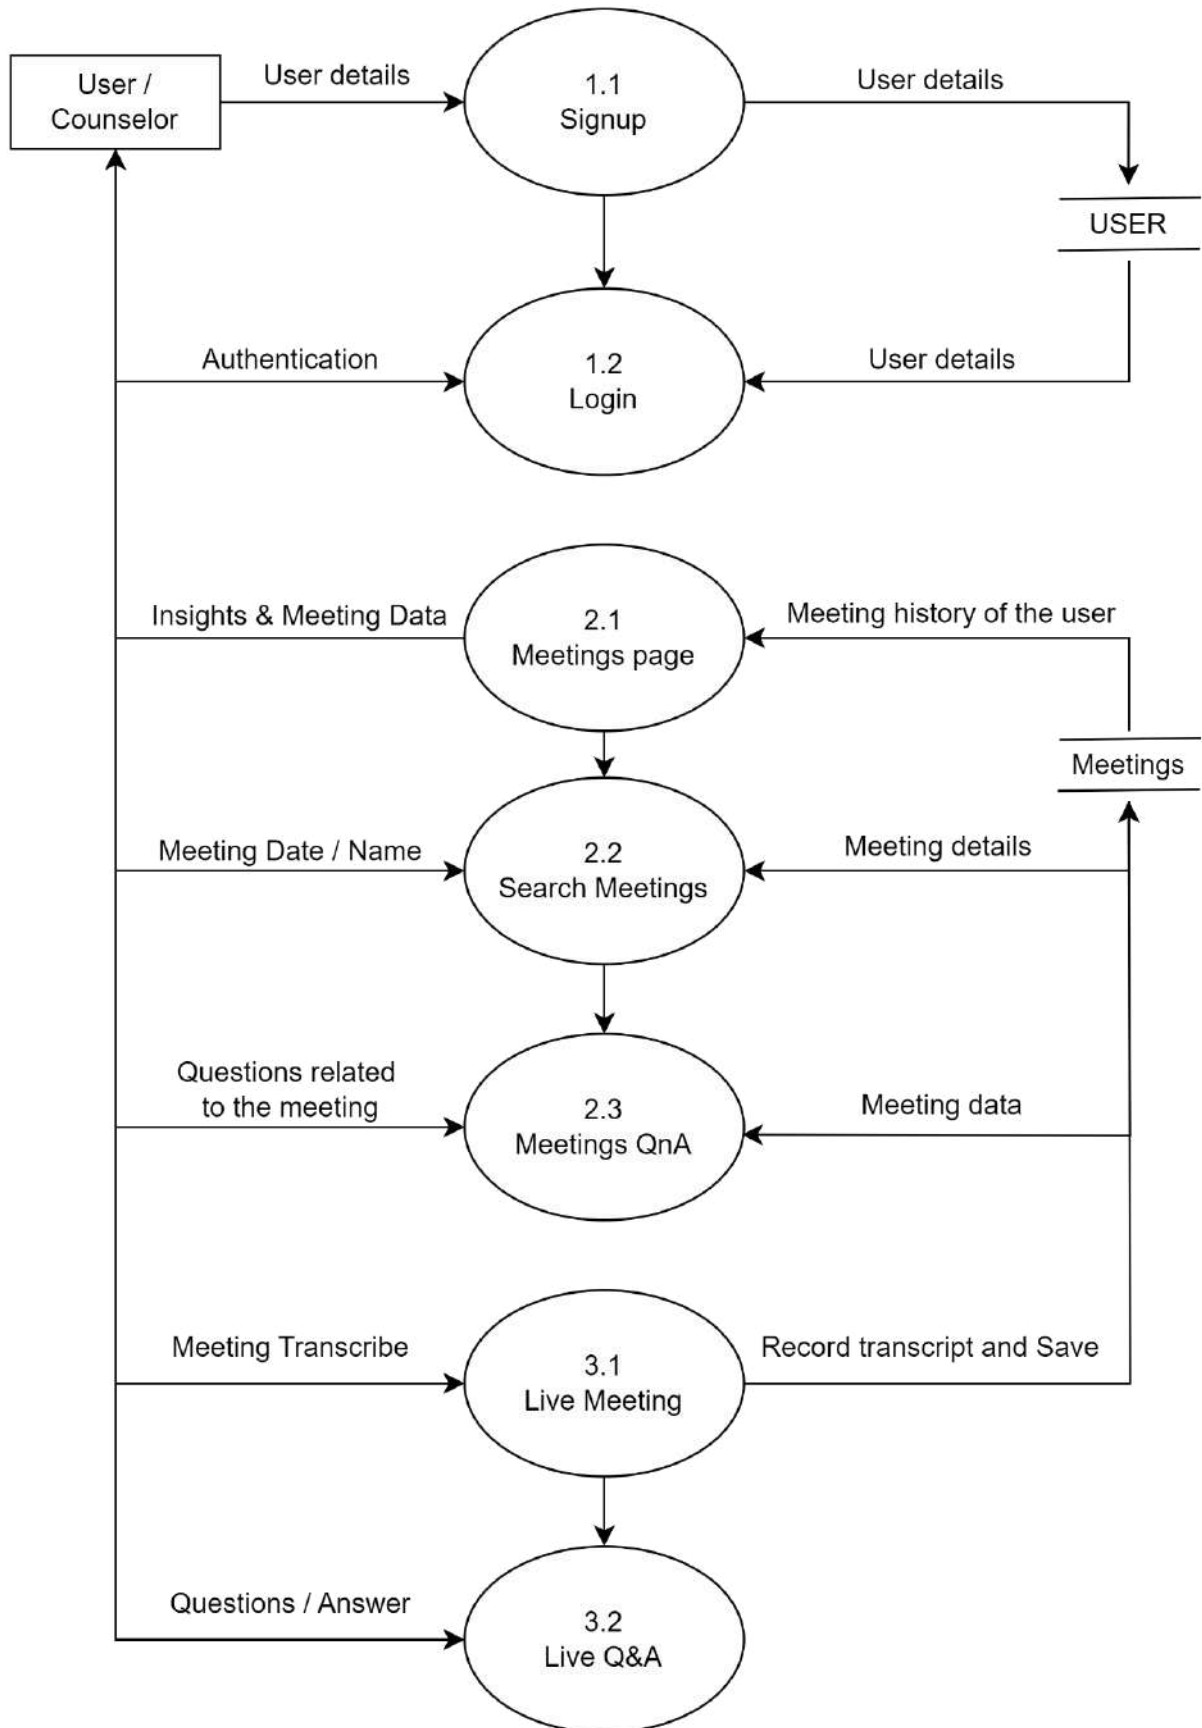 User /
Counselor
User details
1.1
Signup
User details
USER
Authentication
1.2
Login
User details
Insights & Meeting Data
2.1
Meetings page
Meeting history of the user
Meetings
Meeting Date / Name
2.2
Search Meetings
Meeting details
Questions related
to the meeting
2.3
Meetings QnA
Meeting data
Meeting Transcribe
3.1
Live Meeting
Record transcript and Save
Questions / Answer
3.2
Live Q&A